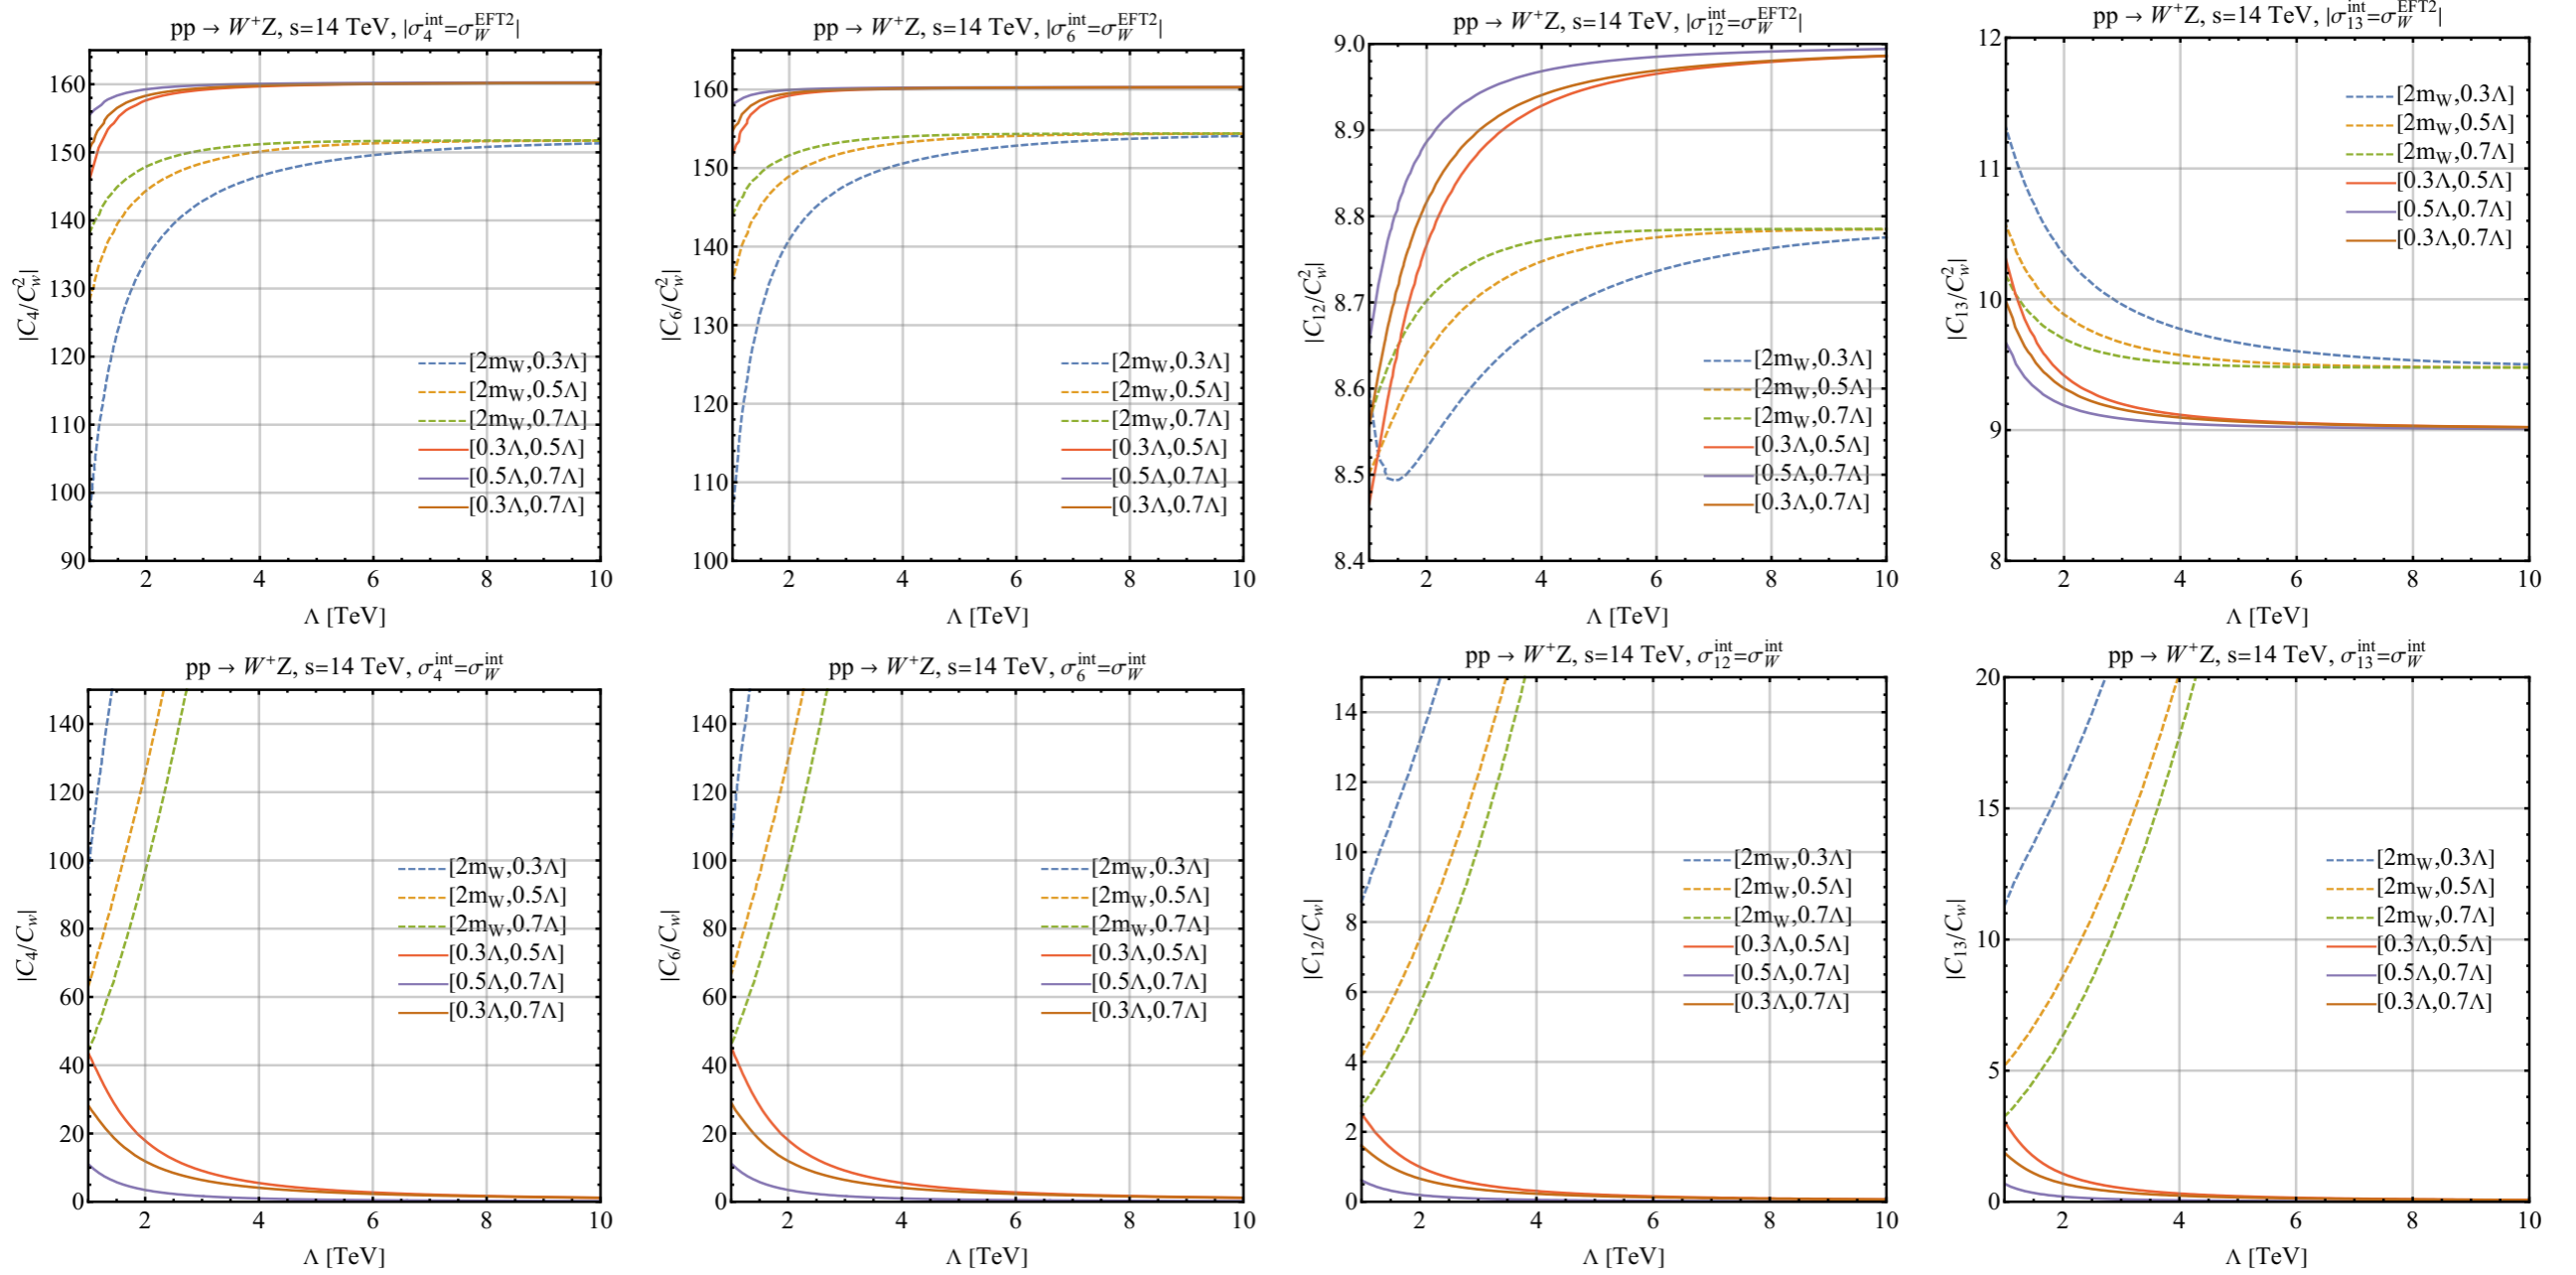 pp → W⁺Z, s=14 TeV, |σ₄ⁱⁿᵗ=σ_W^EFT2|
|C₄/C_w²|
160
150
140
130
120
110
100
90
[2m_W,0.3Λ]
[2m_W,0.5Λ]
[2m_W,0.7Λ]
[0.3Λ,0.5Λ]
[0.5Λ,0.7Λ]
[0.3Λ,0.7Λ]
2 4 6 8 10
Λ [TeV]
pp → W⁺Z, s=14 TeV, |σ₆ⁱⁿᵗ=σ_W^EFT2|
|C₆/C_w²|
160
150
140
130
120
110
100
[2m_W,0.3Λ]
[2m_W,0.5Λ]
[2m_W,0.7Λ]
[0.3Λ,0.5Λ]
[0.5Λ,0.7Λ]
[0.3Λ,0.7Λ]
2 4 6 8 10
Λ [TeV]
pp → W⁺Z, s=14 TeV, |σ₁₂ⁱⁿᵗ=σ_W^EFT2|
|C₁₂/C_w²|
9.0
8.9
8.8
8.7
8.6
8.5
8.4
[2m_W,0.3Λ]
[2m_W,0.5Λ]
[2m_W,0.7Λ]
[0.3Λ,0.5Λ]
[0.5Λ,0.7Λ]
[0.3Λ,0.7Λ]
2 4 6 8 10
Λ [TeV]
pp → W⁺Z, s=14 TeV, |σ₁₃ⁱⁿᵗ=σ_W^EFT2|
|C₁₃/C_w²|
12
11
10
9
8
[2m_W,0.3Λ]
[2m_W,0.5Λ]
[2m_W,0.7Λ]
[0.3Λ,0.5Λ]
[0.5Λ,0.7Λ]
[0.3Λ,0.7Λ]
2 4 6 8 10
Λ [TeV]
pp → W⁺Z, s=14 TeV, σ₄ⁱⁿᵗ=σ_W^int
|C₄/C_w|
140
120
100
80
60
40
20
0
[2m_W,0.3Λ]
[2m_W,0.5Λ]
[2m_W,0.7Λ]
[0.3Λ,0.5Λ]
[0.5Λ,0.7Λ]
[0.3Λ,0.7Λ]
2 4 6 8 10
Λ [TeV]
pp → W⁺Z, s=14 TeV, σ₆ⁱⁿᵗ=σ_W^int
|C₆/C_w|
140
120
100
80
60
40
20
0
[2m_W,0.3Λ]
[2m_W,0.5Λ]
[2m_W,0.7Λ]
[0.3Λ,0.5Λ]
[0.5Λ,0.7Λ]
[0.3Λ,0.7Λ]
2 4 6 8 10
Λ [TeV]
pp → W⁺Z, s=14 TeV, σ₁₂ⁱⁿᵗ=σ_W^int
|C₁₂/C_w|
14
12
10
8
6
4
2
0
[2m_W,0.3Λ]
[2m_W,0.5Λ]
[2m_W,0.7Λ]
[0.3Λ,0.5Λ]
[0.5Λ,0.7Λ]
[0.3Λ,0.7Λ]
2 4 6 8 10
Λ [TeV]
pp → W⁺Z, s=14 TeV, σ₁₃ⁱⁿᵗ=σ_W^int
|C₁₃/C_w|
20
15
10
5
0
[2m_W,0.3Λ]
[2m_W,0.5Λ]
[2m_W,0.7Λ]
[0.3Λ,0.5Λ]
[0.5Λ,0.7Λ]
[0.3Λ,0.7Λ]
2 4 6 8 10
Λ [TeV]